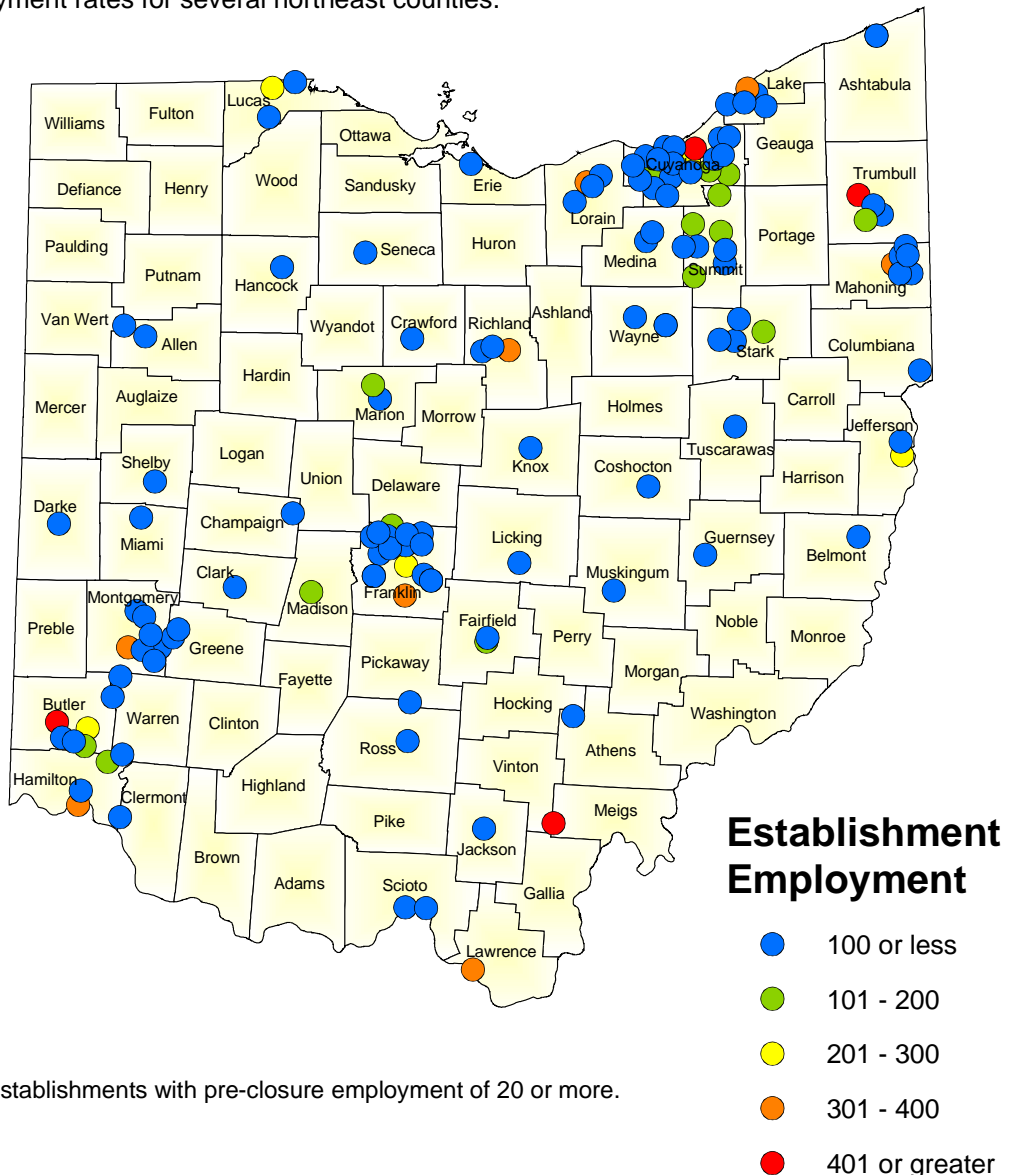 yment rates for several northeast counties.
Lake
Ashtabula
Lucas
Williams
Fulton
Ottawa
Geauga
Cuyahoga
Trumbull
Wood
Erie
Defiance
Henry
Sandusky
Lorain
Portage
Paulding
Huron
Seneca
Medina
Summit
Putnam
Hancock
Mahoning
Van Wert
Wyandot
Crawford
Richland
Ashland
Wayne
Allen
Stark
Columbiana
Hardin
Mercer
Auglaize
Marion
Morrow
Holmes
Carroll
Jefferson
Logan
Tuscarawas
Shelby
Knox
Coshocton
Union
Harrison
Delaware
Darke
Champaign
Licking
Guernsey
Miami
Belmont
Clark
Muskingum
Montgomery
Madison
Franklin
Preble
Fairfield
Noble
Perry
Monroe
Greene
Pickaway
Morgan
Fayette
Butler
Hocking
Washington
Warren
Clinton
Ross
Athens
Vinton
Hamilton
Highland
Clermont
Meigs
Pike
Jackson
Brown
Adams
Scioto
Gallia
Lawrence
Establishment
Employment
100 or less
101 - 200
201 - 300
301 - 400
401 or greater
stablishments with pre-closure employment of 20 or more.